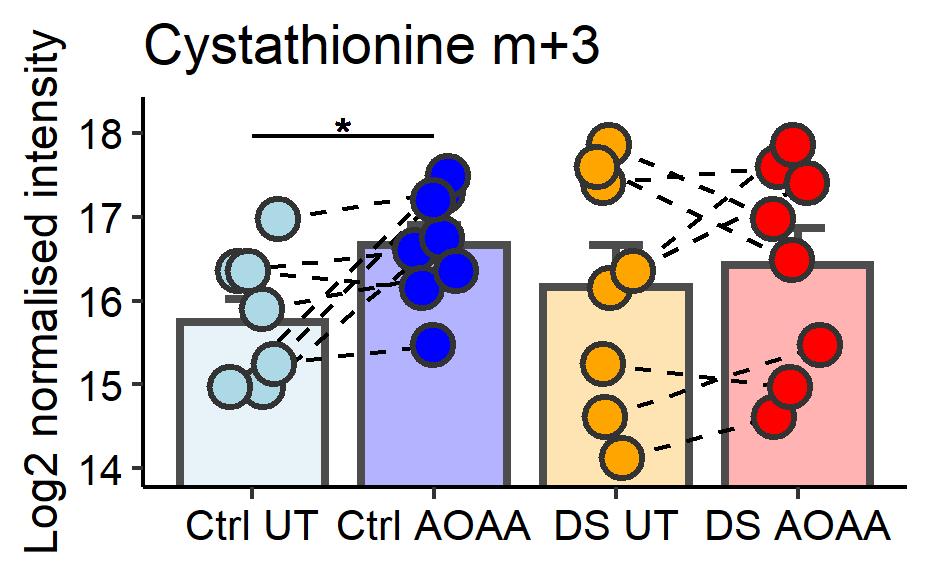 Cystathionine m+3
Log2 normalised intensity
18
17
16
15
14
*
Ctrl UT
Ctrl AOAA
DS UT
DS AOAA